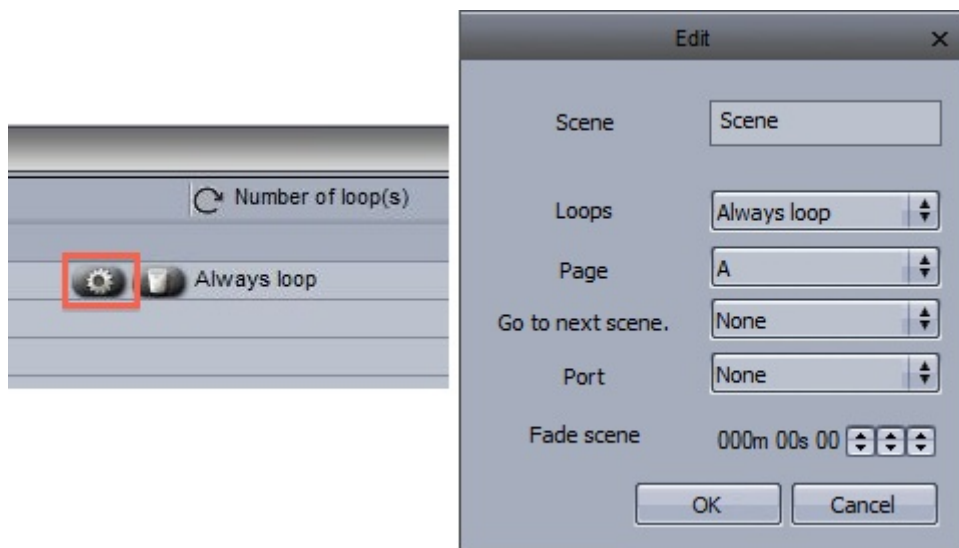 Number of loop(s)
Always loop
Edit
Scene Scene
Loops Always loop
Page A
Go to next scene. None
Port None
Fade scene 000m 00s 00
OK Cancel